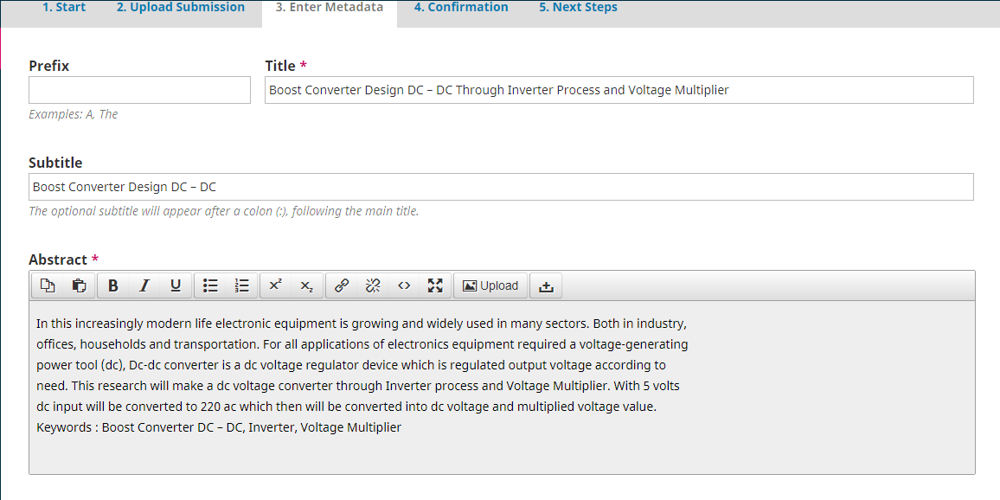 1. Start 2. Upload Submission 3. Enter Metadata 4. Confirmation 5. Next Steps
Prefix Title *
Boost Converter Design DC – DC Through Inverter Process and Voltage Multiplier
Examples: A, The
Subtitle
Boost Converter Design DC – DC
The optional subtitle will appear after a colon (:), following the main title.
Abstract *
B I U x² x₂ <> Upload
In this increasingly modern life electronic equipment is growing and widely used in many sectors. Both in industry,
offices, households and transportation. For all applications of electronics equipment required a voltage-generating
power tool (dc), Dc-dc converter is a dc voltage regulator device which is regulated output voltage according to
need. This research will make a dc voltage converter through Inverter process and Voltage Multiplier. With 5 volts
dc input will be converted to 220 ac which then will be converted into dc voltage and multiplied voltage value.
Keywords : Boost Converter DC – DC, Inverter, Voltage Multiplier